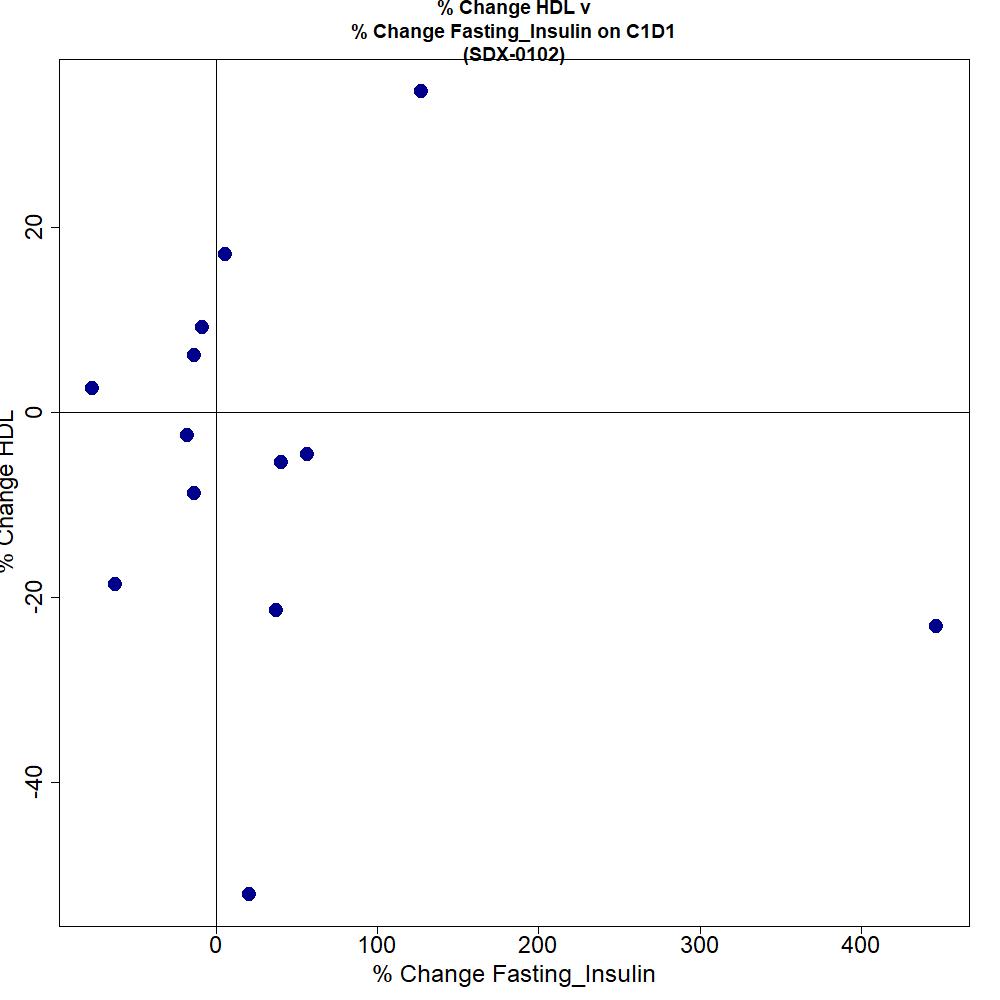 % Change HDL v
% Change Fasting_Insulin on C1D1
(SDX-0102)
% Change HDL
20
0
-20
-40
0
100
200
300
400
% Change Fasting_Insulin